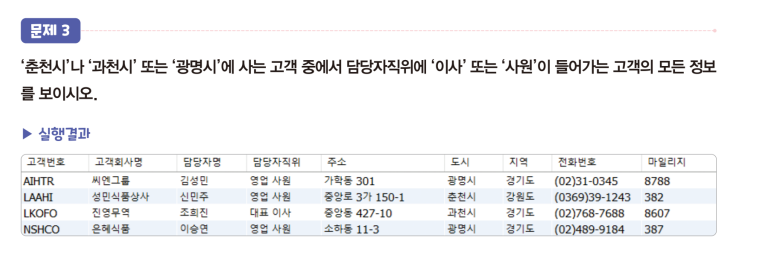 문제 3
‘춘천시’나 ‘과천시’ 또는 ‘광명시’에 사는 고객 중에서 담당자직위에 ‘이사’ 또는 ‘사원’이 들어가는 고객의 모든 정보
를 보이시오.
▶ 실행결과
고객번호 고객회사명 담당자명 담당자직위 주소 도시 지역 전화번호 마일리지
AIHTR 씨엔그룹 김성민 영업 사원 가학동 301 광명시 경기도 (02)31-0345 8788
LAAHI 성민식품상사 신민주 영업 사원 중앙로 3가 150-1 춘천시 강원도 (0369)39-1243 382
LKOFO 진영무역 조희진 대표 이사 중앙동 427-10 과천시 경기도 (02)768-7688 8607
NSHCO 은혜식품 이승연 영업 사원 소하동 11-3 광명시 경기도 (02)489-9184 387